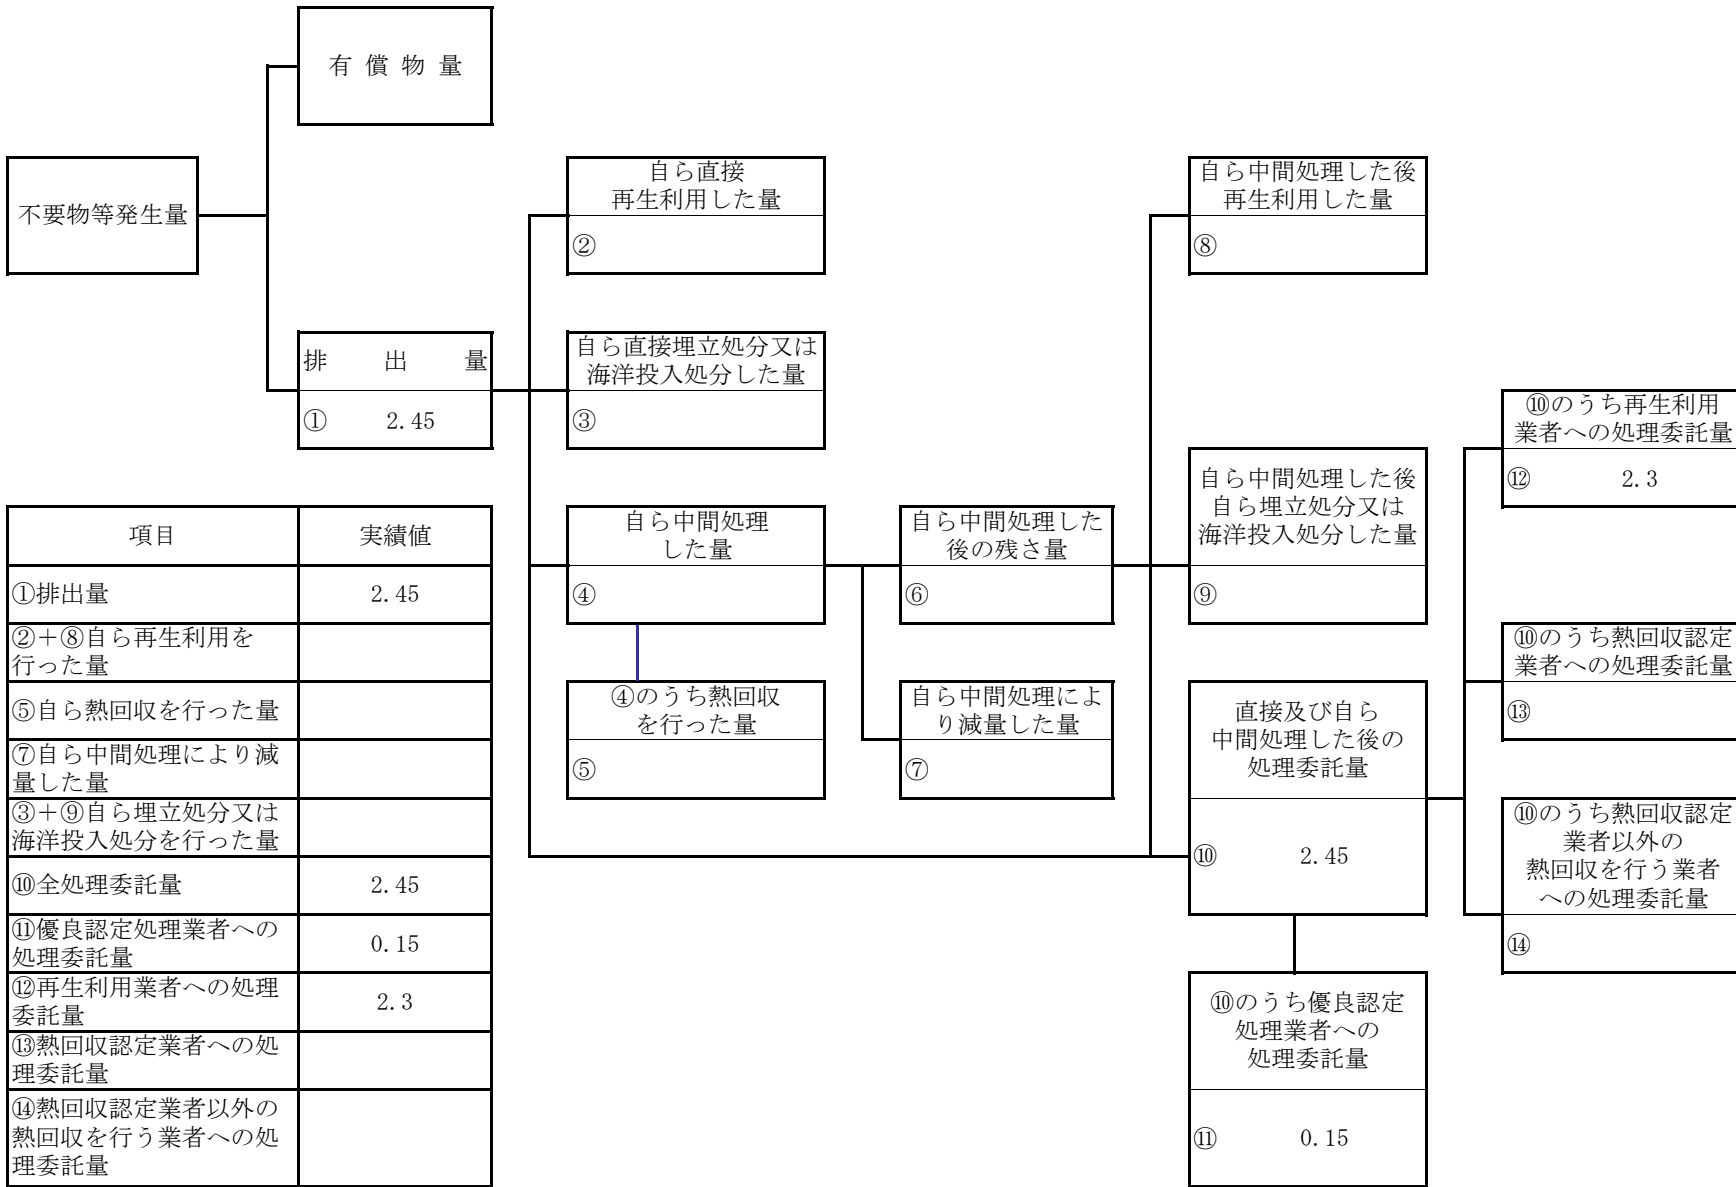 有償物量
不要物等発生量
自ら直接
再生利用した量
②
自ら中間処理した後
再生利用した量
⑧
排出量
① 2.45
自ら直接埋立処分又は
海洋投入処分した量
③
⑩のうち再生利用
業者への処理委託量
⑫ 2.3
自ら中間処理した後
自ら埋立処分又は
海洋投入処分した量
⑨
自ら中間処理
した量
④
自ら中間処理した
後の残さ量
⑥
⑩のうち熱回収認定
業者への処理委託量
⑬
④のうち熱回収
を行った量
⑤
自ら中間処理によ
り減量した量
⑦
直接及び自ら
中間処理した後の
処理委託量
⑩ 2.45
⑩のうち熱回収認定
業者以外の
熱回収を行う業者
への処理委託量
⑭
⑩のうち優良認定
処理業者への
処理委託量
⑪ 0.15
項目 実績値
①排出量 2.45
②+⑧自ら再生利用を
行った量
⑤自ら熱回収を行った量
⑦自ら中間処理により減
量した量
③+⑨自ら埋立処分又は
海洋投入処分を行った量
⑩全処理委託量 2.45
⑪優良認定処理業者への
処理委託量 0.15
⑫再生利用業者への処理
委託量 2.3
⑬熱回収認定業者への処
理委託量
⑭熱回収認定業者以外の
熱回収を行う業者への処
理委託量